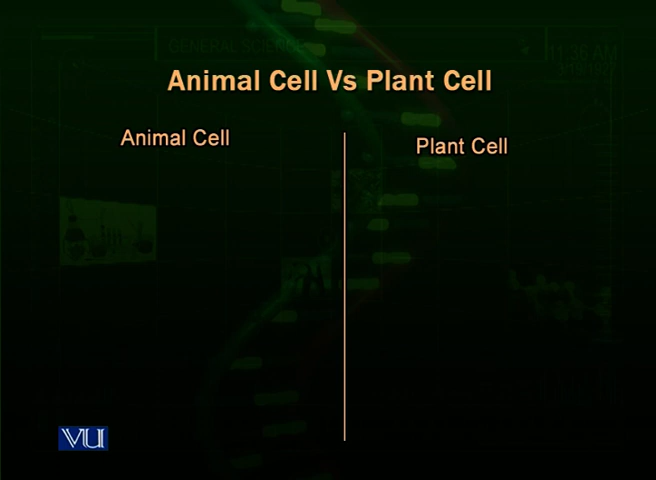 GENERAL SCIENCE
Animal Cell Vs Plant Cell
Animal Cell
Plant Cell
VU